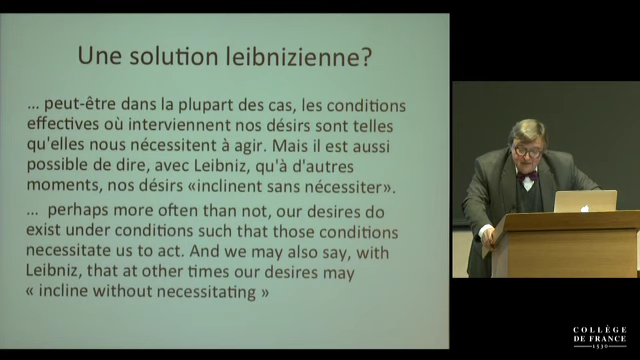 Une solution leibnizienne?
... peut-être dans la plupart des cas, les conditions
effectives où interviennent nos désirs sont telles
qu'elles nous nécessitent à agir. Mais il est aussi
possible de dire, avec Leibniz, qu'à d'autres
moments, nos désirs «inclinent sans nécessiter».
... perhaps more often than not, our desires do
exist under conditions such that those conditions
necessitate us to act. And we may also say, with
Leibniz, that at other times our desires may
« incline without necessitating »
COLLÈGE
DE FRANCE
1530